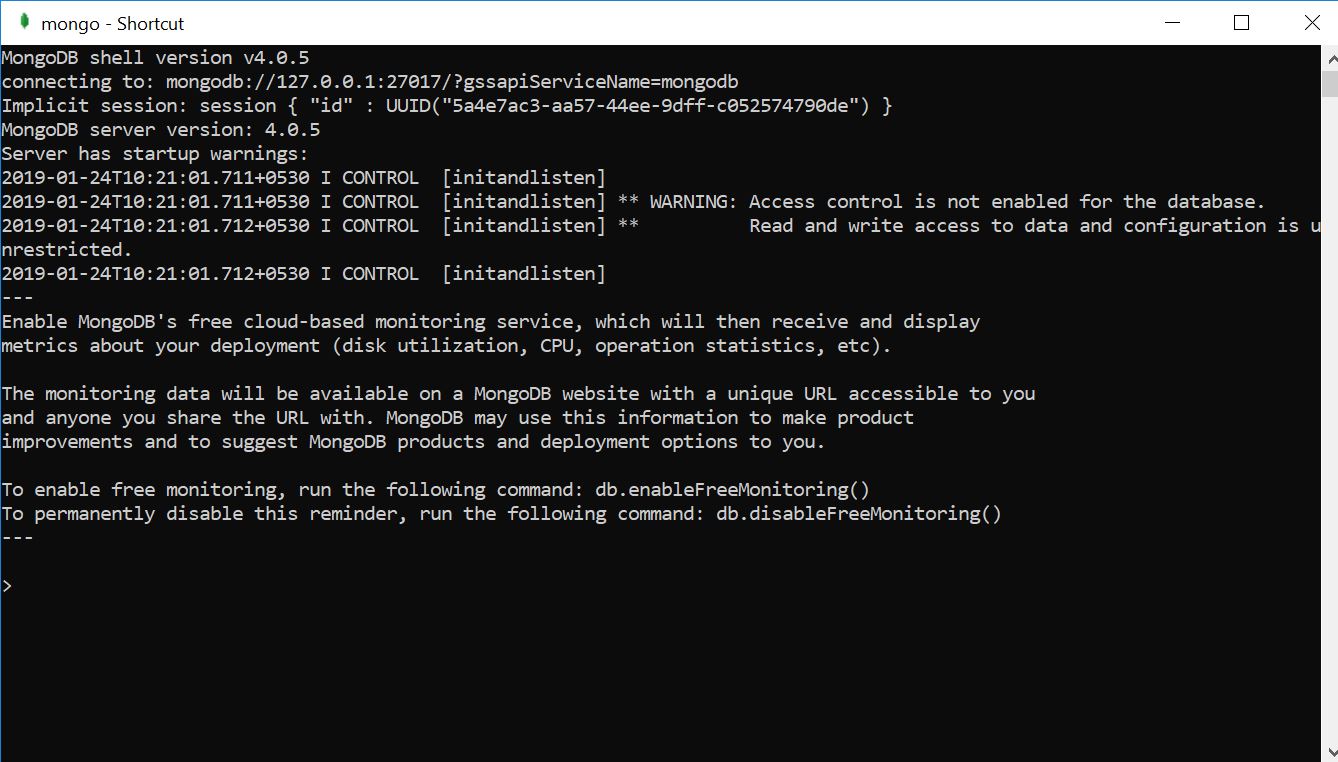 mongo - Shortcut
MongoDB shell version v4.0.5
connecting to: mongodb://127.0.0.1:27017/?gssapiServiceName=mongodb
Implicit session: session { "id" : UUID("5a4e7ac3-aa57-44ee-9dff-c052574790de") }
MongoDB server version: 4.0.5
Server has startup warnings:
2019-01-24T10:21:01.711+0530 I CONTROL  [initandlisten]
2019-01-24T10:21:01.711+0530 I CONTROL  [initandlisten] ** WARNING: Access control is not enabled for the database.
2019-01-24T10:21:01.712+0530 I CONTROL  [initandlisten] **          Read and write access to data and configuration is u
nrestricted.
2019-01-24T10:21:01.712+0530 I CONTROL  [initandlisten]
---
Enable MongoDB's free cloud-based monitoring service, which will then receive and display
metrics about your deployment (disk utilization, CPU, operation statistics, etc).

The monitoring data will be available on a MongoDB website with a unique URL accessible to you
and anyone you share the URL with. MongoDB may use this information to make product
improvements and to suggest MongoDB products and deployment options to you.

To enable free monitoring, run the following command: db.enableFreeMonitoring()
To permanently disable this reminder, run the following command: db.disableFreeMonitoring()
---

>